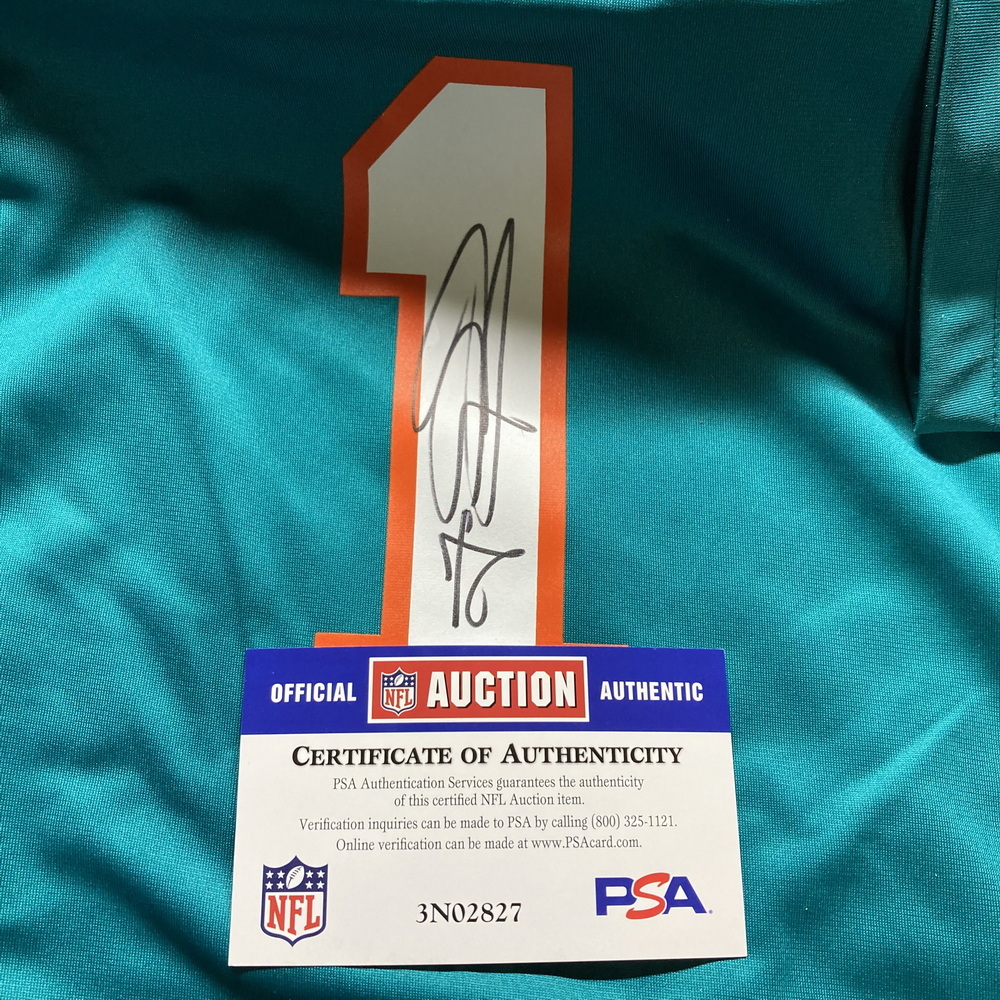 1
OFFICIAL NFL AUCTION AUTHENTIC
CERTIFICATE OF AUTHENTICITY
PSA Authentication Services guarantees the authenticity
of this certified NFL Auction item.
Verification inquiries can be made to PSA by calling (800) 325-1121.
Online verification can be made at www.PSAcard.com.
NFL
3N02827
PSA